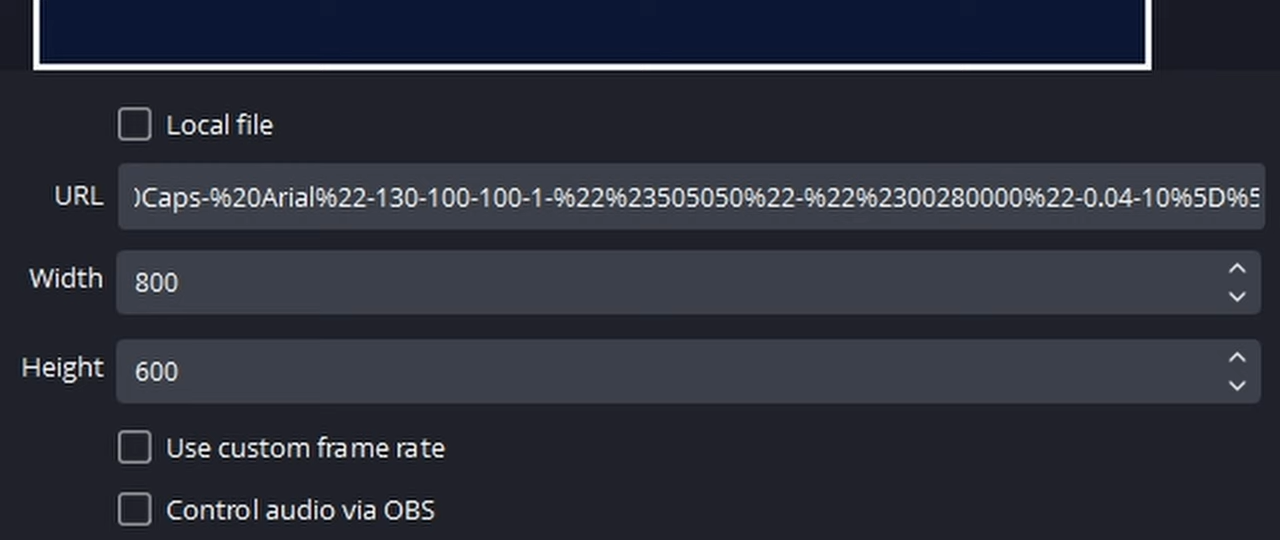 Local file
URL
Caps-%20Arial%22-130-100-100-1-%22%23505050%22-%22%2300280000%22-0.04-10%5D%5
Width
800
Height
600
Use custom frame rate
Control audio via OBS